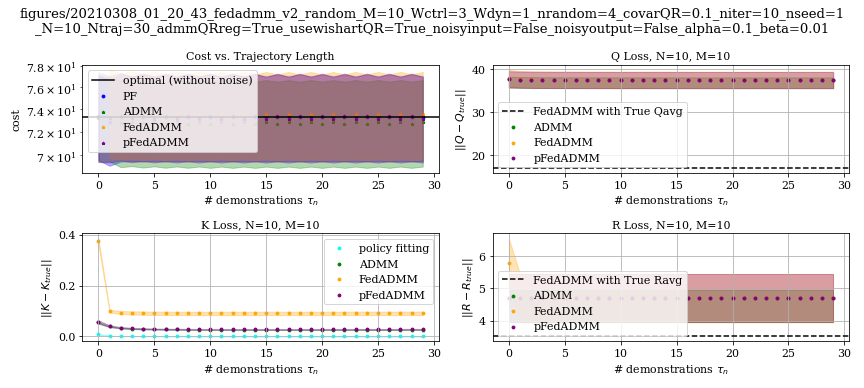 figures/20210308_01_20_43_fedadmm_v2_random_M=10_Wctrl=3_Wdyn=1_nrandom=4_covarQR=0.1_niter=10_nseed=1
_N=10_Ntraj=30_admmQRreg=True_usewishartQR=True_noisyinput=False_noisyoutput=False_alpha=0.1_beta=0.01
Cost vs. Trajectory Length
cost
7.8 × 10¹
7.6 × 10¹
7.4 × 10¹
7.2 × 10¹
7 × 10¹
optimal (without noise)
PF
ADMM
FedADMM
pFedADMM
0 5 10 15 20 25 30
# demonstrations τn
Q Loss, N=10, M=10
||Q − Qtrue||
40
30
20
FedADMM with True Qavg
ADMM
FedADMM
pFedADMM
0 5 10 15 20 25 30
# demonstrations τn
K Loss, N=10, M=10
||K − Ktrue||
0.4
0.2
0.0
policy fitting
ADMM
FedADMM
pFedADMM
0 5 10 15 20 25 30
# demonstrations τn
R Loss, N=10, M=10
||R − Rtrue||
6
5
4
FedADMM with True Ravg
ADMM
FedADMM
pFedADMM
0 5 10 15 20 25 30
# demonstrations τn